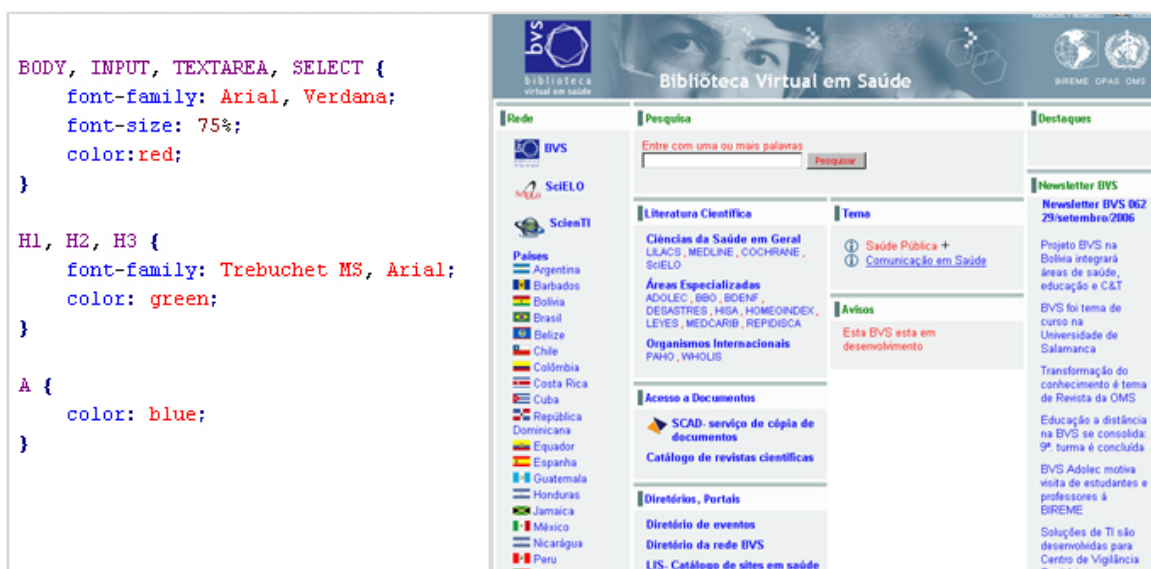 BODY, INPUT, TEXTAREA, SELECT {
font-family: Arial, Verdana;
font-size: 75%;
color:red;
}
H1, H2, H3 {
font-family: Trebuchet MS, Arial;
color: green;
}
A {
color: blue;
}
bvs
biblioteca
virtual em saúde
Biblioteca Virtual em Saúde
BIREME OPAS OMS
Rede
BVS
SciELO
ScienTI
Países
Argentina
Barbados
Bolívia
Brasil
Belize
Chile
Colômbia
Costa Rica
Cuba
República
Dominicana
Equador
Espanha
Guatemala
Honduras
Jamaica
México
Nicarágua
Peru
Pesquisa
Entre com uma ou mais palavras
Pesquisar
Literatura Científica
Ciências da Saúde em Geral
LILACS , MEDLINE , COCHRANE ,
SciELO
Áreas Especializadas
ADOLEC , BBO , BDENF ,
DESASTRES , HISA , HOMEOINDEX ,
LEYES , MEDCARIB , REPIDISCA
Organismos Internacionais
PAHO , WHOLIS
Acesso a Documentos
SCAD- serviço de cópia de
documentos
Catálogo de revistas científicas
Diretórios, Portais
Diretório de eventos
Diretório da rede BVS
LIS- Catálogo de sites em saúde
Tema
Saúde Pública +
Comunicação em Saúde
Avisos
Esta BVS esta em
desenvolvimento
Destaques
Newsletter BVS
Newsletter BVS 062
29/setembro/2006
Projeto BVS na
Bolívia integrará
áreas de saúde,
educação e C&T
BVS foi tema de
curso na
Universidade de
Salamanca
Transformação do
conhecimento é tema
de Revista da OMS
Educação a distância
na BVS se consolida:
9ª. turma é concluída
BVS Adolec motiva
visita de estudantes e
professores à
BIREME
Soluções de TI são
desenvolvidas para
Centro de Vigilância